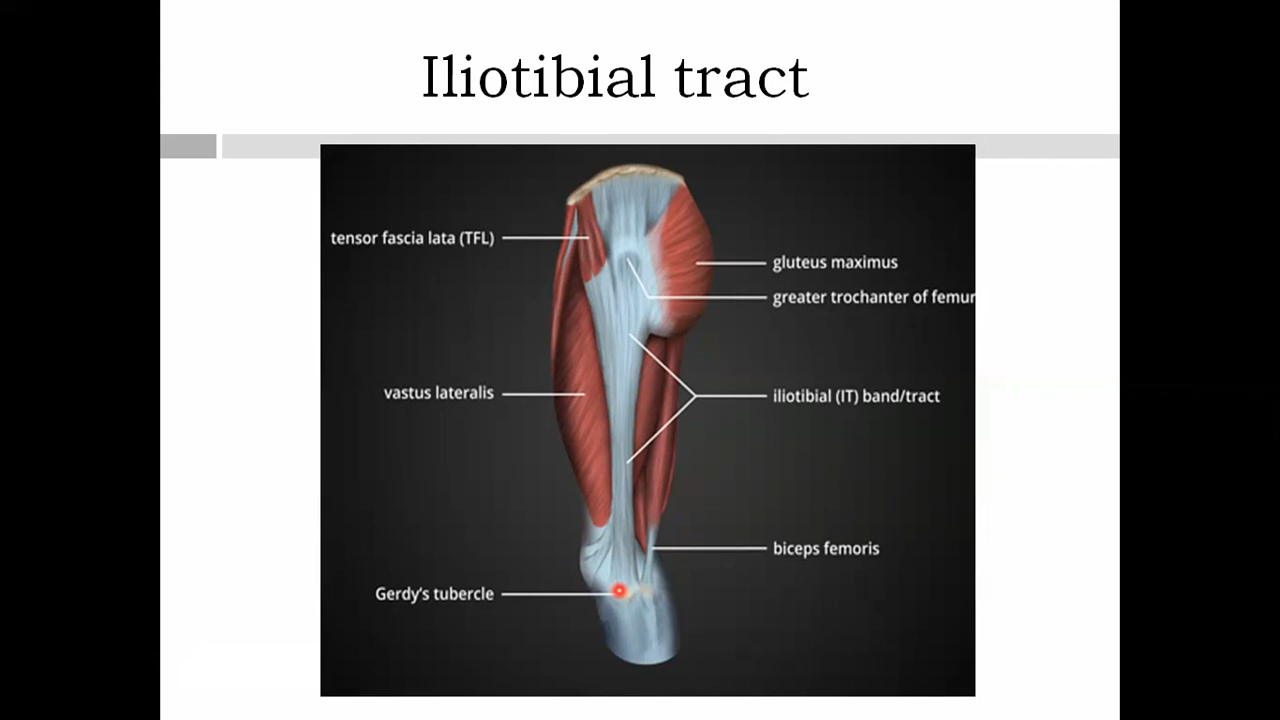 Iliotibial tract
tensor fascia lata (TFL)
gluteus maximus
greater trochanter of femur
vastus lateralis
iliotibial (IT) band/tract
biceps femoris
Gerdy's tubercle